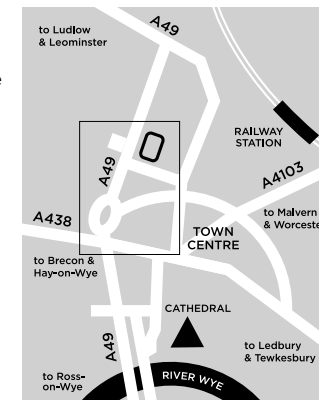 to Ludlow
& Leominster
A49
e
RAILWAY
STATION
A49
A4103
A438
to Malvern
& Worceste
TOWN
CENTRE
to Brecon &
Hay-on-Wye
CATHEDRAL
A49
to Ledbury
& Tewkesbury
to Ross-
on-Wye
RIVER WYE